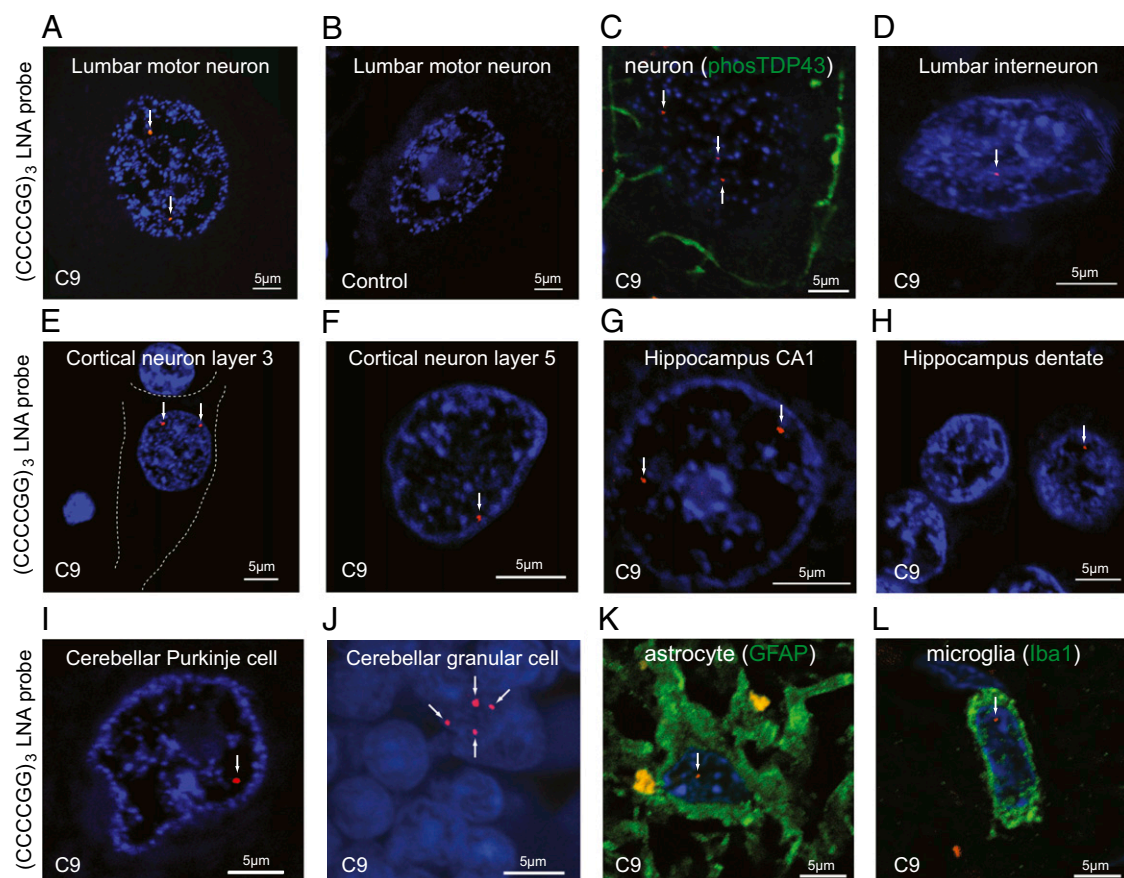 A
B
C
D
(CCCCGG)3 LNA probe
Lumbar motor neuron
C9
5µm
Lumbar motor neuron
Control
5µm
neuron (phosTDP43)
C9
5µm
Lumbar interneuron
C9
5µm
E
F
G
H
(CCCCGG)3 LNA probe
Cortical neuron layer 3
C9
5µm
Cortical neuron layer 5
C9
5µm
Hippocampus CA1
C9
5µm
Hippocampus dentate
C9
5µm
I
J
K
L
(CCCCGG)3 LNA probe
Cerebellar Purkinje cell
C9
5µm
Cerebellar granular cell
C9
5µm
astrocyte (GFAP)
C9
5µm
microglia (Iba1)
C9
5µm